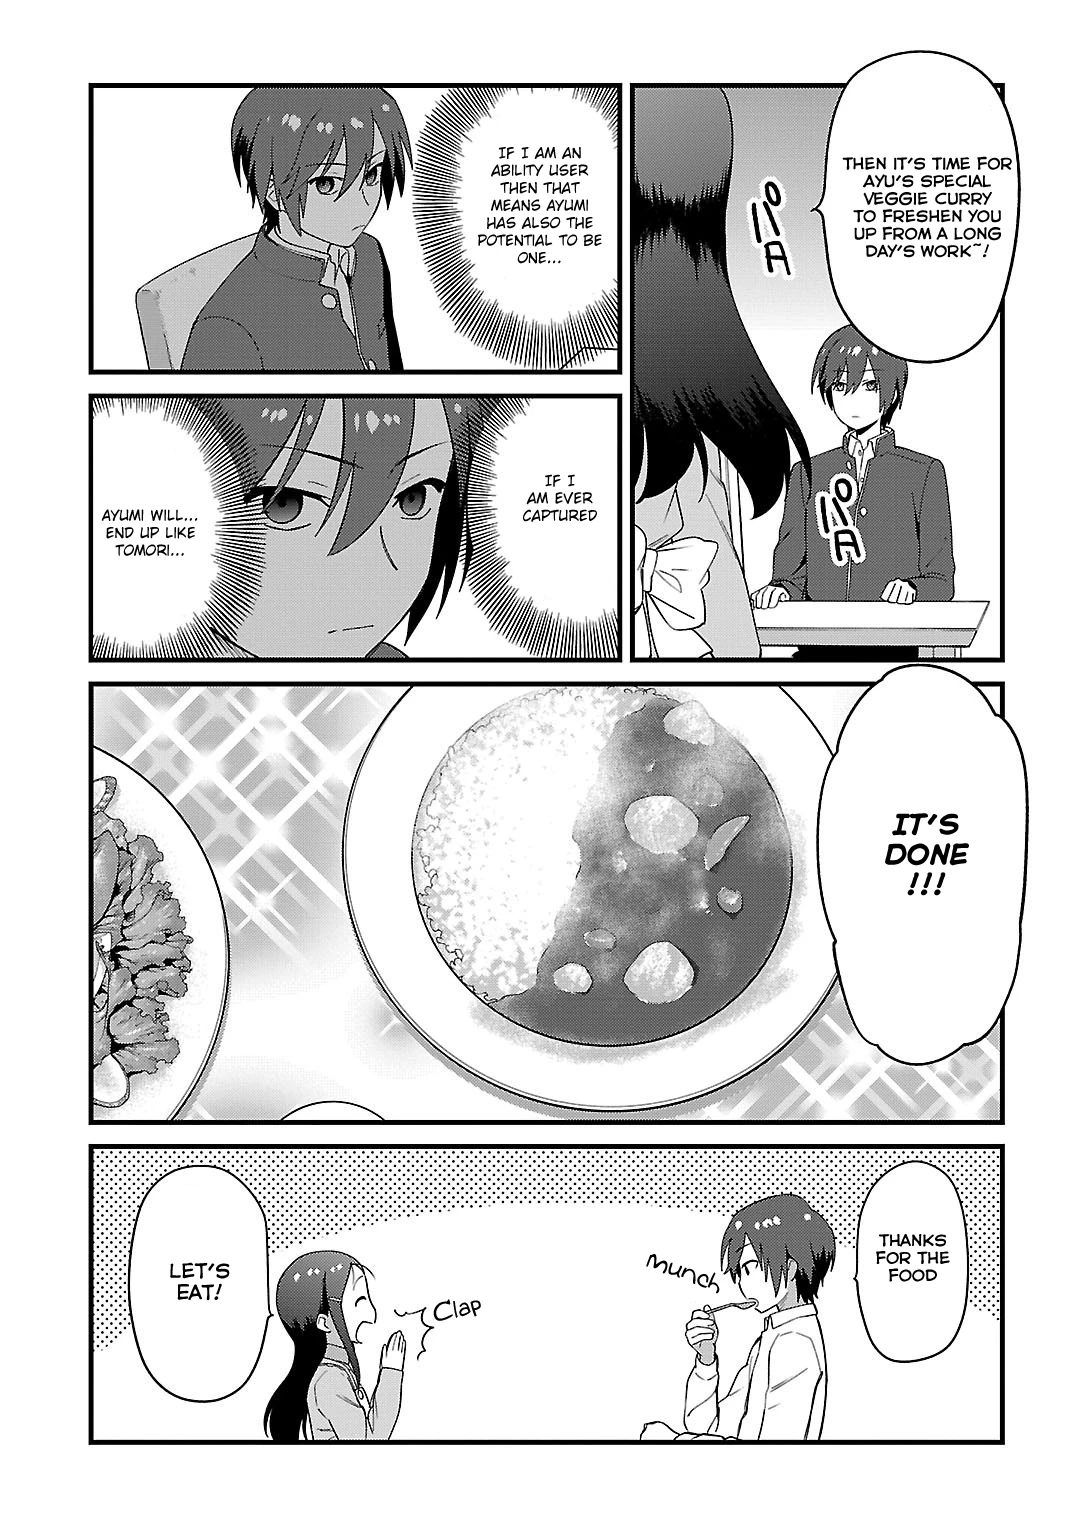 THEN IT'S TIME FOR
AYU'S SPECIAL
VEGGIE CURRY
TO FRESHEN YOU
UP FROM A LONG
DAY'S WORK~!
IF I AM AN
ABILITY USER
THEN THAT
MEANS AYUMI
HAS ALSO THE
POTENTIAL TO BE
ONE...
IF I
AM EVER
CAPTURED
AYUMI WILL...
END UP LIKE
TOMORI...
IT'S
DONE
!!!
THANKS
FOR THE
FOOD
munch
Clap
LET'S
EAT!